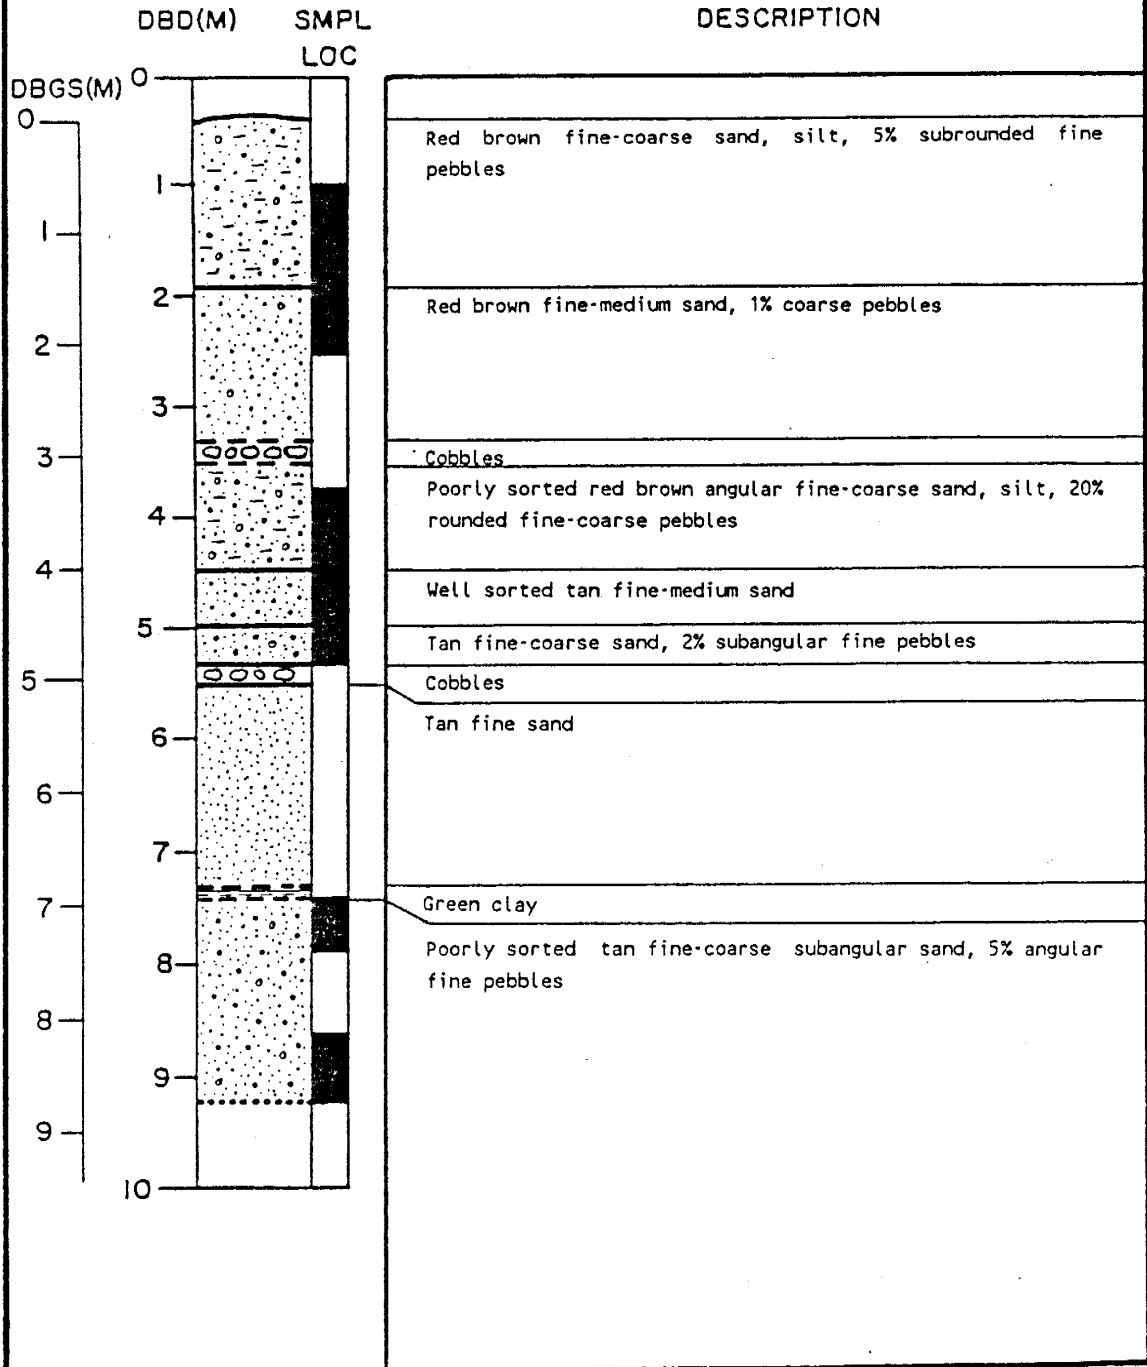 DBD(M) SMPL LOC DESCRIPTION
DBGS(M)
0
0
1
1
2
2
3
3
4
4
5
5
6
6
7
7
8
8
9
9
10
Red brown fine-coarse sand, silt, 5% subrounded fine
pebbles
Red brown fine-medium sand, 1% coarse pebbles
Cobbles
Poorly sorted red brown angular fine-coarse sand, silt, 20%
rounded fine-coarse pebbles
Well sorted tan fine-medium sand
Tan fine-coarse sand, 2% subangular fine pebbles
Cobbles
Tan fine sand
Green clay
Poorly sorted tan fine-coarse subangular sand, 5% angular
fine pebbles